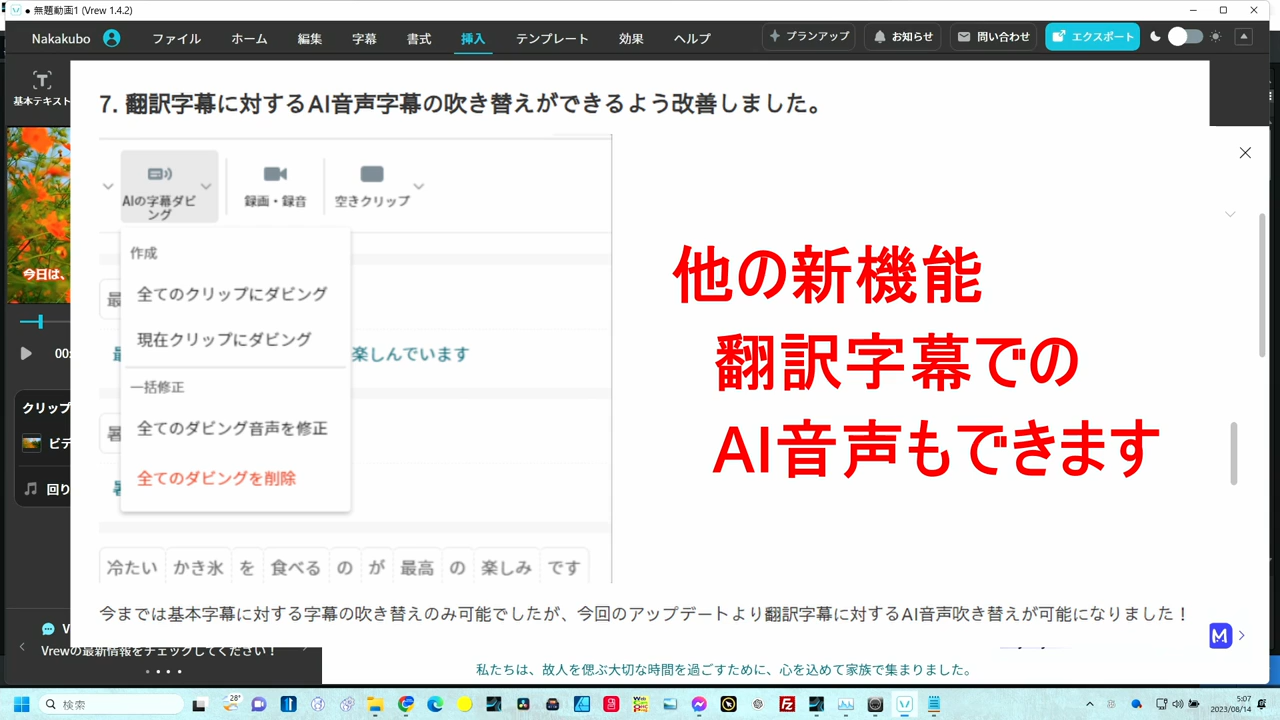 ● 無題動画1 (Vrew 1.4.2)
Nakakubo ファイル ホーム 編集 字幕 書式 挿入 テンプレート 効果 ヘルプ プランアップ お知らせ 問い合わせ エクスポート
基本テキスト
7. 翻訳字幕に対するAI音声字幕の吹き替えができるよう改善しました。
AIの字幕ダビング 録画・録音 空きクリップ
作成
全てのクリップにダビング
現在クリップにダビング
楽しんでいます
一括修正
全てのダビング音声を修正
全てのダビングを削除
冷たい かき氷 を 食べる の が 最高 の 楽しみ です
他の新機能
翻訳字幕での
AI音声もできます
今日は、
00:
クリップ
ビデ
回り
今までは基本字幕に対する字幕の吹き替えのみ可能でしたが、今回のアップデートより翻訳字幕に対するAI音声吹き替えが可能になりました！
Vrewの最新情報をチェックしてください！
私たちは、故人を偲ぶ大切な時間を過ごすために、心を込めて家族で集まりました。
検索
28°
5:07
2023/08/14